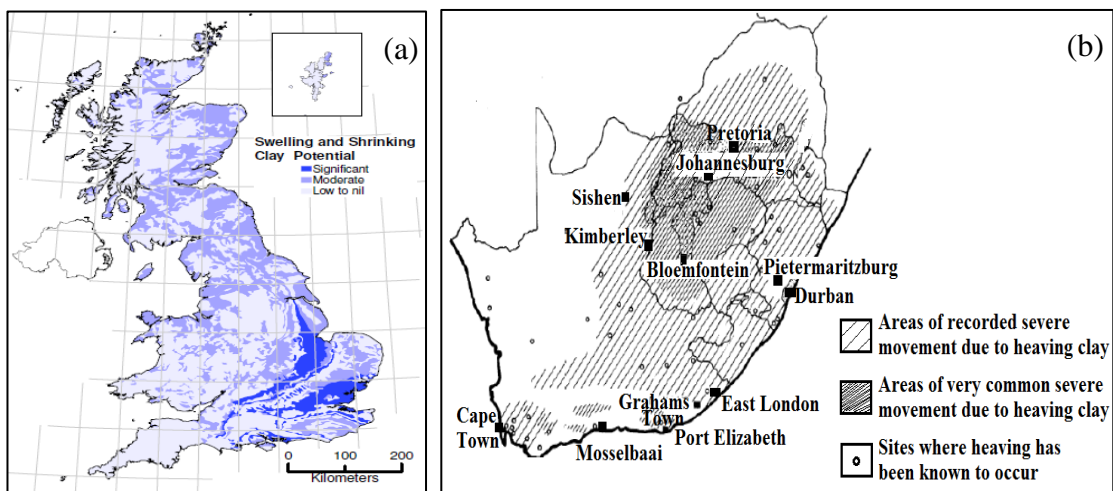 (a)
Swelling and Shrinking
Clay Potential
Significant
Moderate
Low to nil
0 100 200
Kilometers
(b)
Pretoria
Johannesburg
Sishen
Kimberley
Bloemfontein
Pietermaritzburg
Durban
Areas of recorded severe
movement due to heaving clay
Areas of very common severe
movement due to heaving clay
Grahams
Town
East London
Cape
Town
Port Elizabeth
Mosselbaai
Sites where heaving has
been known to occur